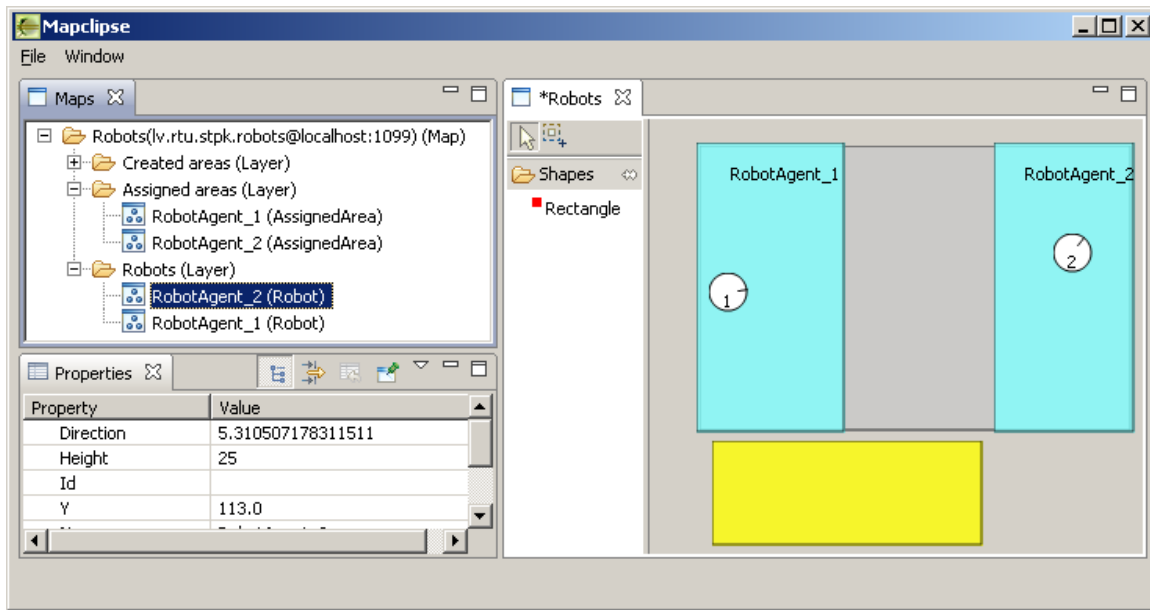 Mapclipse
File Window
Maps
Robots(lv.rtu.stpk.robots@localhost:1099) (Map)
Created areas (Layer)
Assigned areas (Layer)
RobotAgent_1 (AssignedArea)
RobotAgent_2 (AssignedArea)
Robots (Layer)
RobotAgent_2 (Robot)
RobotAgent_1 (Robot)
Properties
Property Value
Direction 5.310507178311511
Height 25
Id
Y 113.0
*Robots
Shapes
Rectangle
RobotAgent_1 RobotAgent_2
2
1